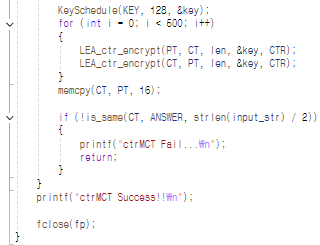 KeySchedule(KEY, 128, &key);
for (int i = 0; i < 600; i++)
{
LEA_ctr_encrypt(PT, CT, len, &key, CTR);
LEA_ctr_encrypt(PT, CT, len, &key, CTR);
}
memcpy(CT, PT, 16);
if (!is_same(CT, ANSWER, strlen(input_str) / 2))
{
printf("ctrMCT Fail...₩n");
return;
}
}
printf("ctrMCT Success!!₩n");
fclose(fp);
}